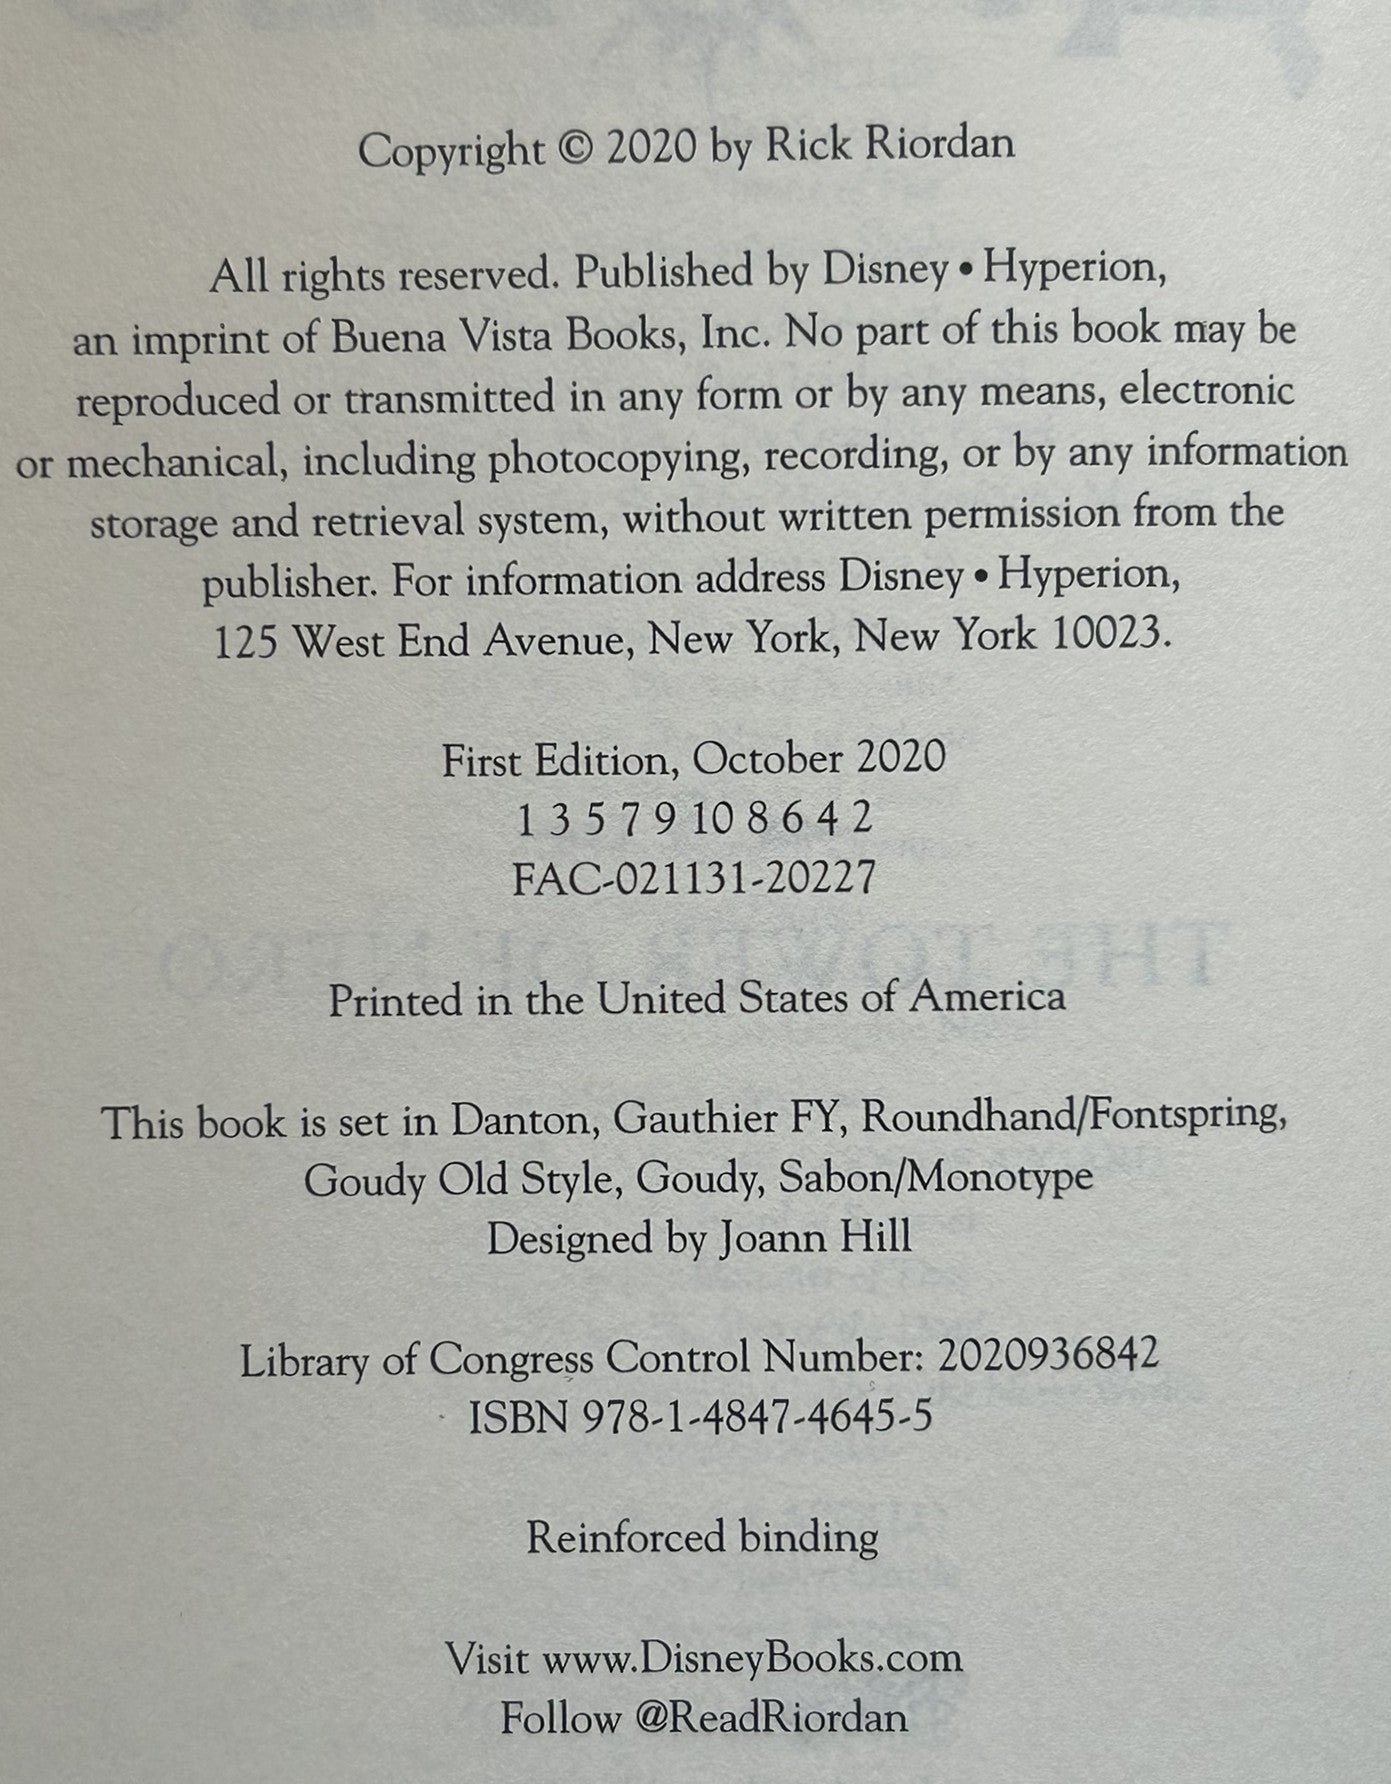 Copyright © 2020 by Rick Riordan
All rights reserved. Published by Disney • Hyperion,
an imprint of Buena Vista Books, Inc. No part of this book may be
reproduced or transmitted in any form or by any means, electronic
or mechanical, including photocopying, recording, or by any information
storage and retrieval system, without written permission from the
publisher. For information address Disney • Hyperion,
125 West End Avenue, New York, New York 10023.
First Edition, October 2020
1 3 5 7 9 10 8 6 4 2
FAC-021131-20227
THE TOWER OF NERO
Printed in the United States of America
This book is set in Danton, Gauthier FY, Roundhand/Fontspring,
Goudy Old Style, Goudy, Sabon/Monotype
Designed by Joann Hill
Library of Congress Control Number: 2020936842
ISBN 978-1-4847-4645-5
Reinforced binding
Visit www.DisneyBooks.com
Follow @ReadRiordan